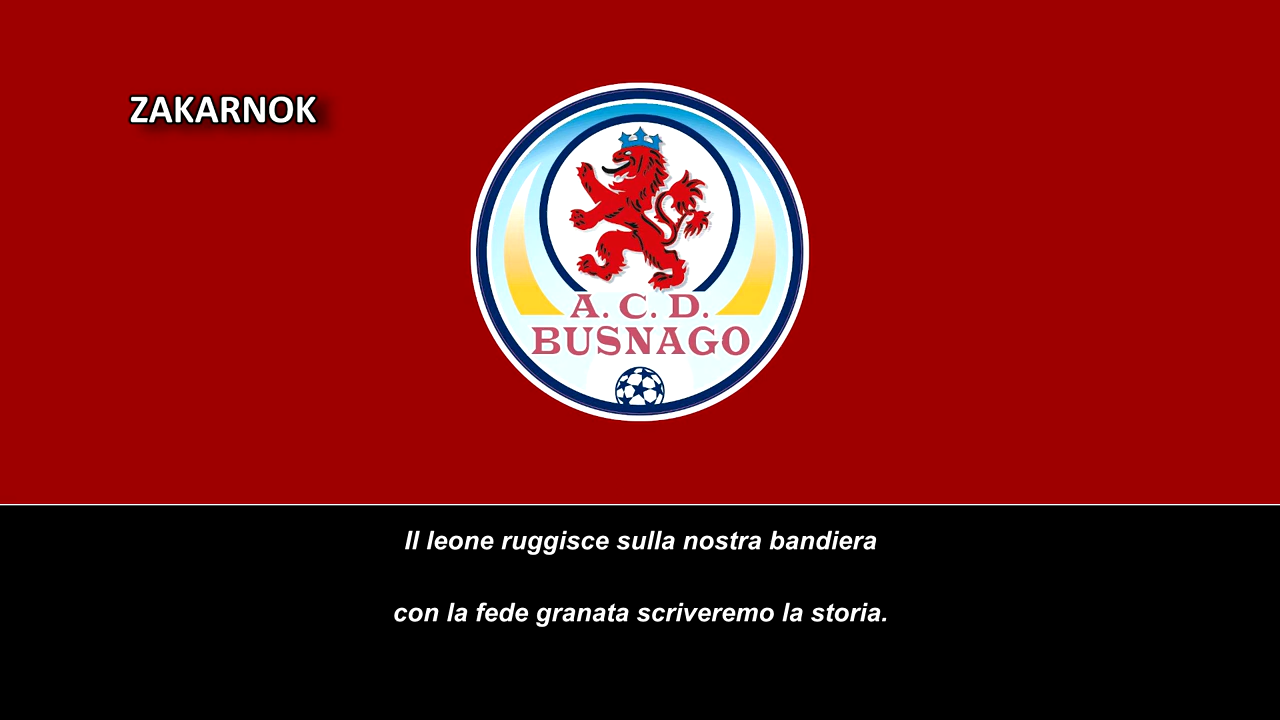 ZAKARNOK
A. C. D.
BUSNAGO
Il leone ruggisce sulla nostra bandiera
con la fede granata scriveremo la storia.